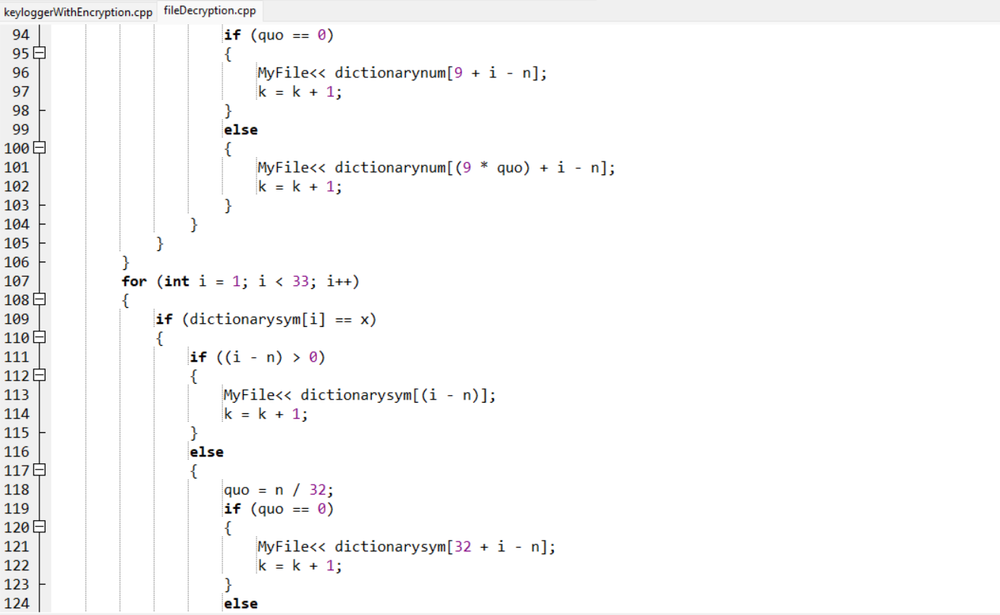 keyloggerWithEncryption.cpp fileDecryption.cpp
94 if (quo == 0)
95 {
96 MyFile<< dictionarynum[9 + i - n];
97 k = k + 1;
98 }
99 else
100 {
101 MyFile<< dictionarynum[(9 * quo) + i - n];
102 k = k + 1;
103 }
104 }
105 }
106 }
107 for (int i = 1; i < 33; i++)
108 {
109 if (dictionarysym[i] == x)
110 {
111 if ((i - n) > 0)
112 {
113 MyFile<< dictionarysym[(i - n)];
114 k = k + 1;
115 }
116 else
117 {
118 quo = n / 32;
119 if (quo == 0)
120 {
121 MyFile<< dictionarysym[32 + i - n];
122 k = k + 1;
123 }
124 else